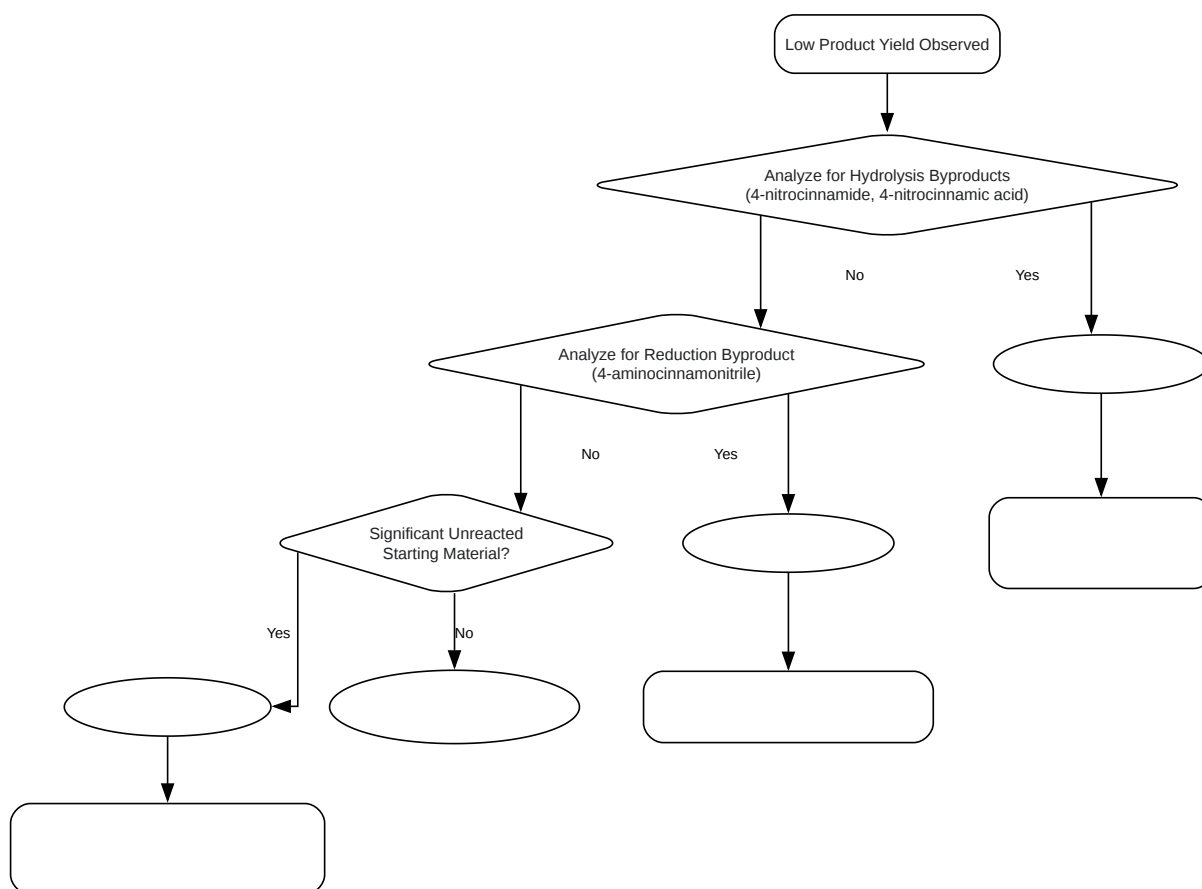 Low Product Yield Observed
Analyze for Hydrolysis Byproducts
(4-nitrocinnamide, 4-nitrocinnamic acid)
No
Yes
Analyze for Reduction Byproduct
(4-aminocinnamonitrile)
No
Yes
Significant Unreacted
Starting Material?
Yes
No